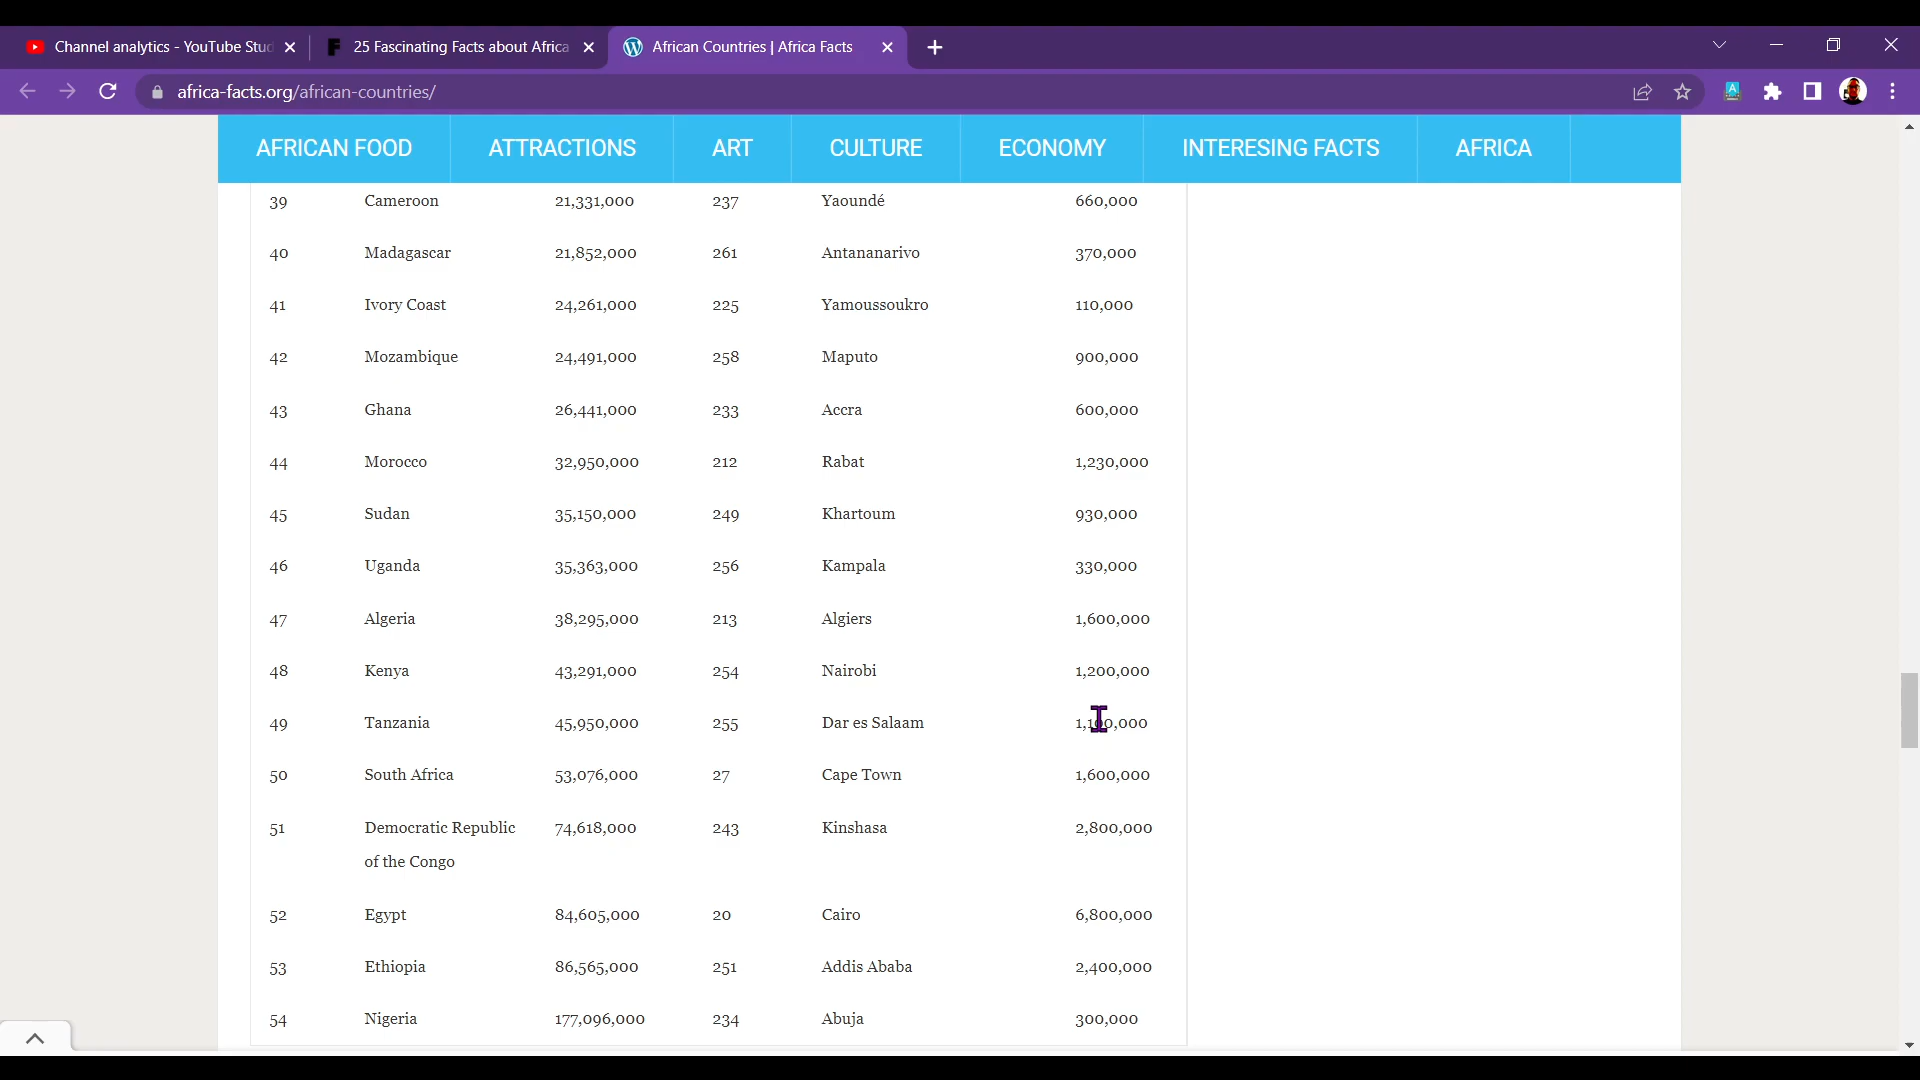 Channel analytics - YouTube Stud
25 Fascinating Facts about Africa
African Countries | Africa Facts
africa-facts.org/african-countries/
AFRICAN FOOD ATTRACTIONS ART CULTURE ECONOMY INTERESING FACTS AFRICA
39 Cameroon 21,331,000 237 Yaoundé 660,000
40 Madagascar 21,852,000 261 Antananarivo 370,000
41 Ivory Coast 24,261,000 225 Yamoussoukro 110,000
42 Mozambique 24,491,000 258 Maputo 900,000
43 Ghana 26,441,000 233 Accra 600,000
44 Morocco 32,950,000 212 Rabat 1,230,000
45 Sudan 35,150,000 249 Khartoum 930,000
46 Uganda 35,363,000 256 Kampala 330,000
47 Algeria 38,295,000 213 Algiers 1,600,000
48 Kenya 43,291,000 254 Nairobi 1,200,000
49 Tanzania 45,950,000 255 Dar es Salaam 1,100,000
50 South Africa 53,076,000 27 Cape Town 1,600,000
51 Democratic Republic 74,618,000 243 Kinshasa 2,800,000
of the Congo
52 Egypt 84,605,000 20 Cairo 6,800,000
53 Ethiopia 86,565,000 251 Addis Ababa 2,400,000
54 Nigeria 177,096,000 234 Abuja 300,000